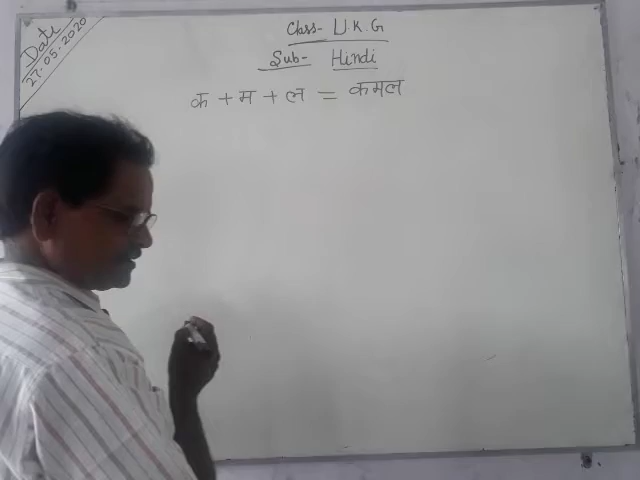 Date
27.05.2020
Class- U.K.G
Sub- Hindi
क + म + ल = कमल